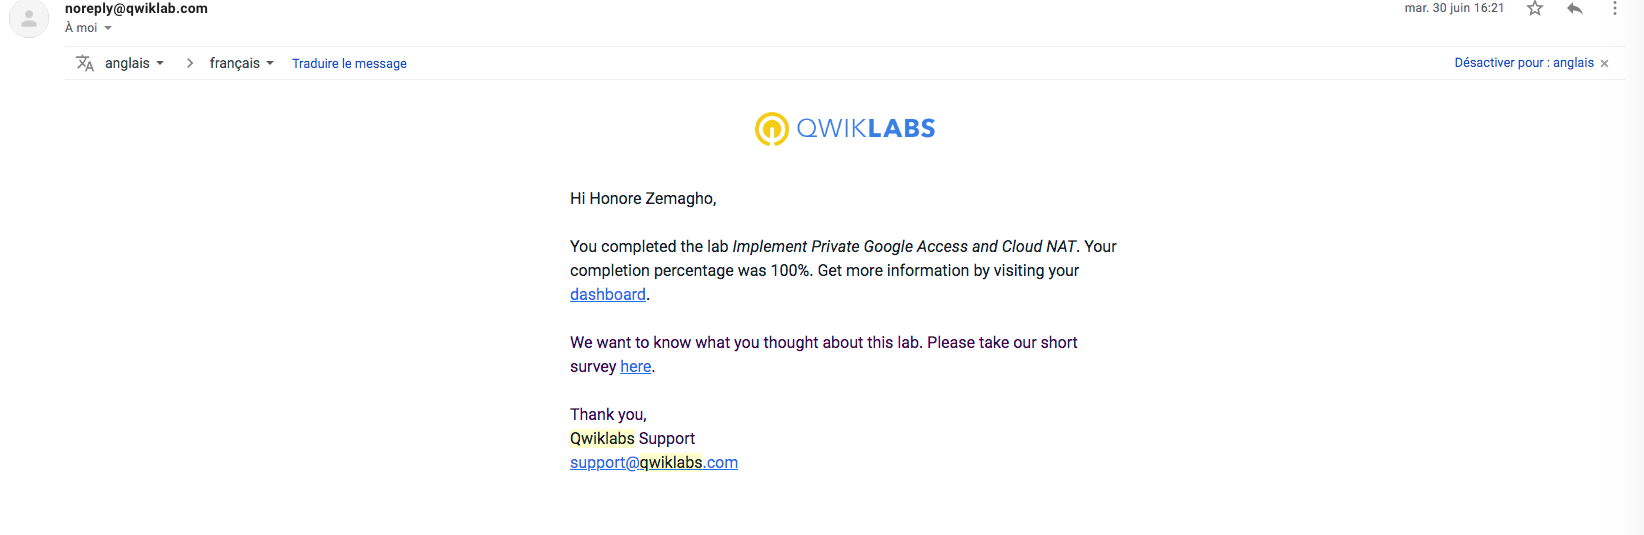 noreply@qwiklab.com
mar. 30 juin 16:21
À moi
anglais
français
Traduire le message
Désactiver pour : anglais
QWIKLABS
Hi Honore Zemagho,
You completed the lab Implement Private Google Access and Cloud NAT. Your
completion percentage was 100%. Get more information by visiting your
dashboard.
We want to know what you thought about this lab. Please take our short
survey here.
Thank you,
Qwiklabs Support
support@qwiklabs.com